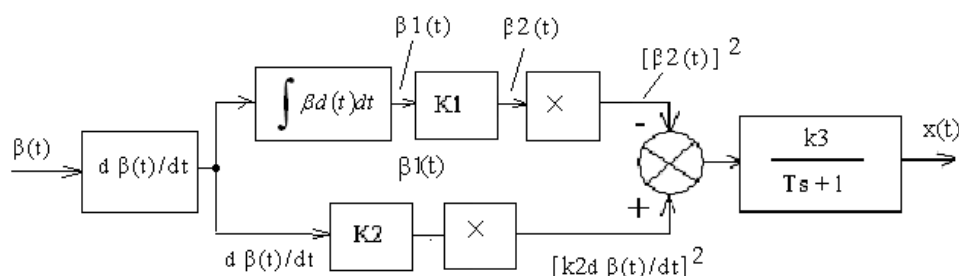 β1(t)
β2(t)
[β2(t)]²
β(t)
d β(t)/dt
∫ βd(t)dt
K1
×
-
k3
Ts+1
x(t)
β1(t)
+
d β(t)/dt
K2
×
[k2d β(t)/dt]²